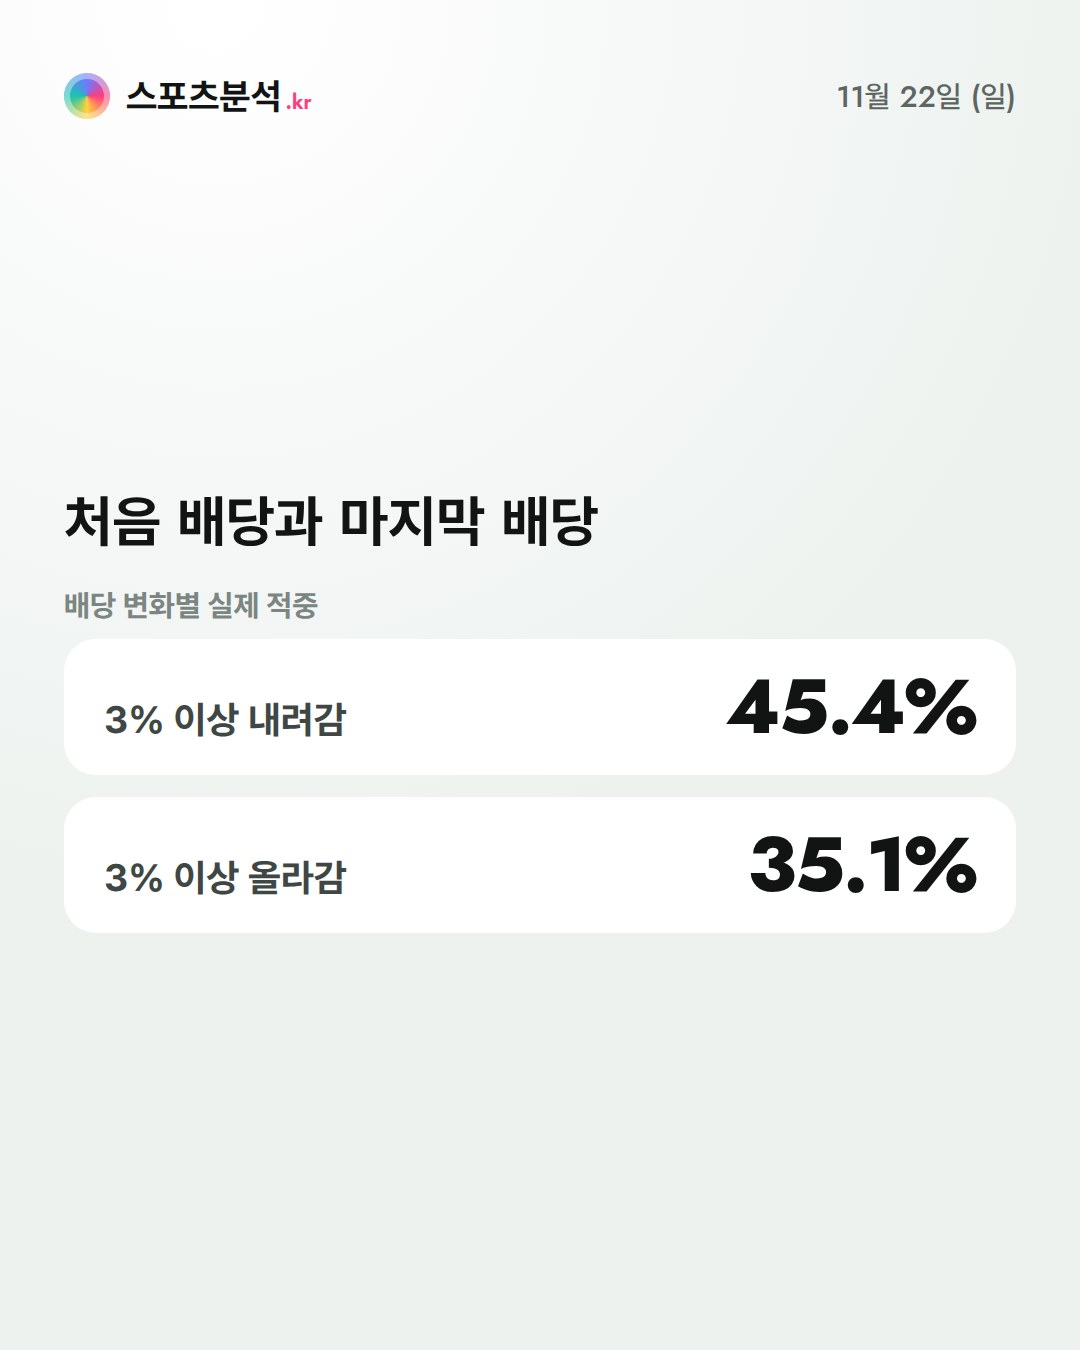 스포츠분석.kr
11월 22일 (일)
처음 배당과 마지막 배당
배당 변화별 실제 적중
3% 이상 내려감
45.4%
3% 이상 올라감
35.1%